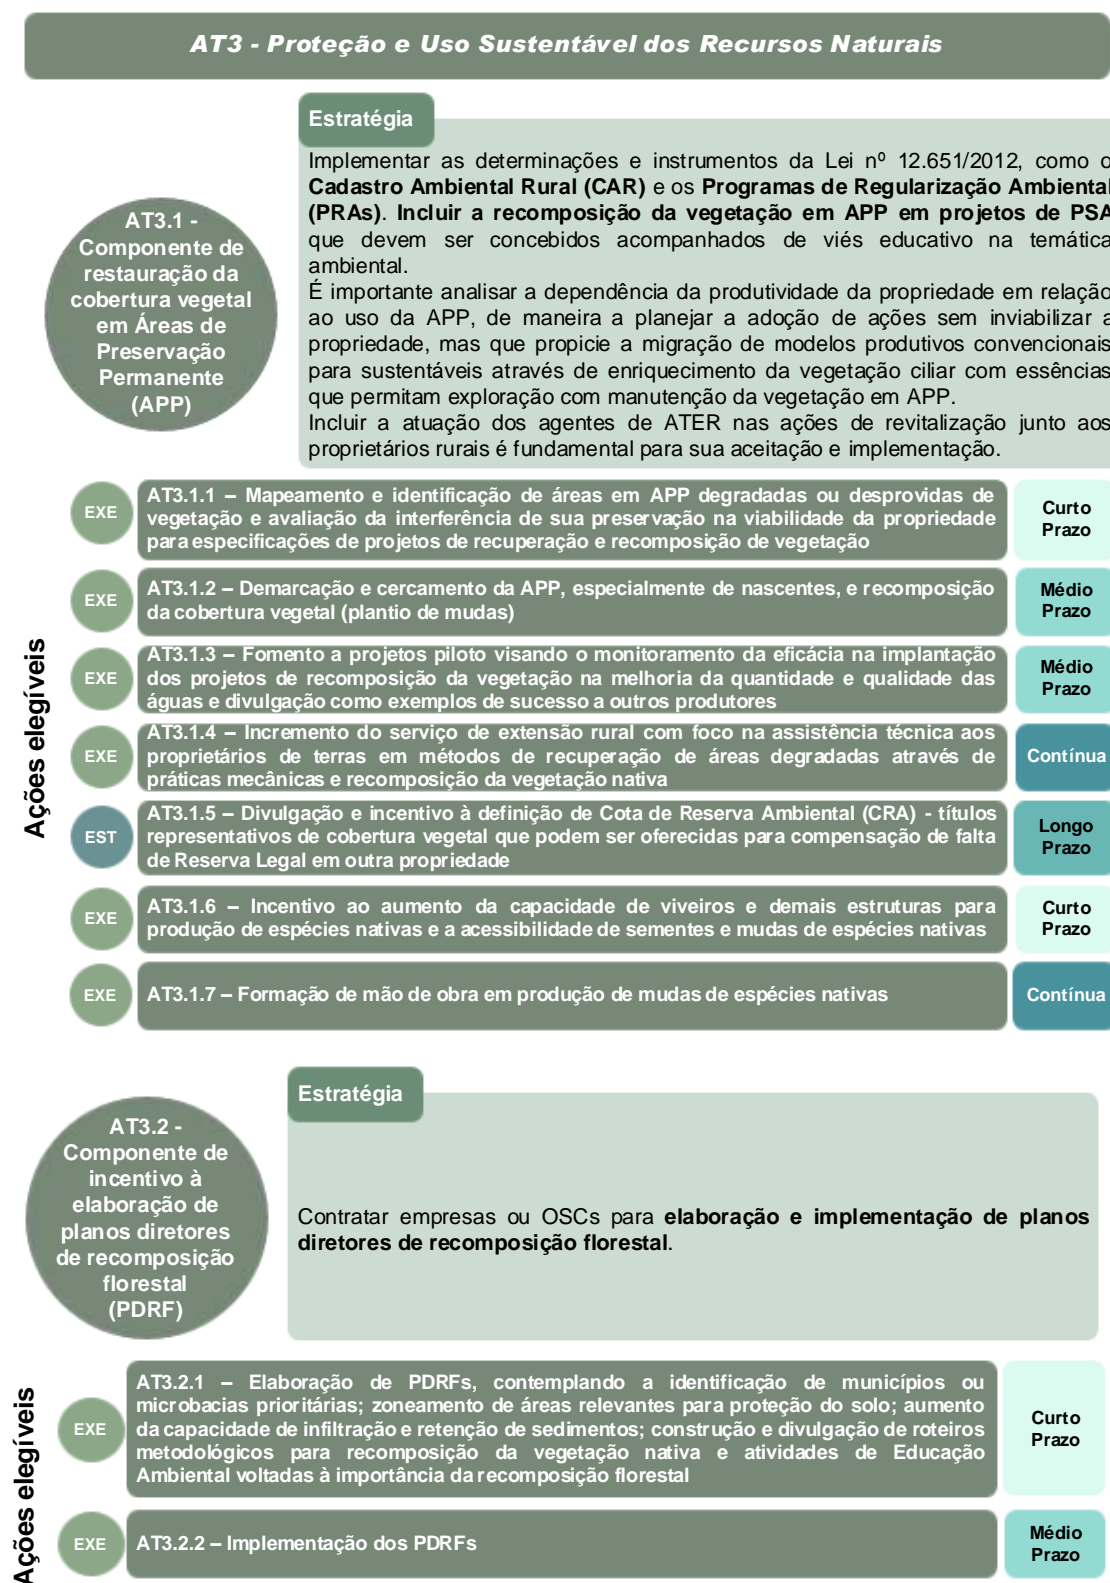 AT3 - Proteção e Uso Sustentável dos Recursos Naturais
AT3.1 -
Componente de
restauração da
cobertura vegetal
em Áreas de
Preservação
Permanente
(APP)
Estratégia
Implementar as determinações e instrumentos da Lei nº 12.651/2012, como o
Cadastro Ambiental Rural (CAR) e os Programas de Regularização Ambiental
(PRAs). Incluir a recomposição da vegetação em APP em projetos de PSA
que devem ser concebidos acompanhados de viés educativo na temática
ambiental.
É importante analisar a dependência da produtividade da propriedade em relação
ao uso da APP, de maneira a planejar a adoção de ações sem inviabilizar a
propriedade, mas que propicie a migração de modelos produtivos convencionais
para sustentáveis através de enriquecimento da vegetação ciliar com essências
que permitam exploração com manutenção da vegetação em APP.
Incluir a atuação dos agentes de ATER nas ações de revitalização junto aos
proprietários rurais é fundamental para sua aceitação e implementação.
Ações elegíveis
EXE
AT3.1.1 – Mapeamento e identificação de áreas em APP degradadas ou desprovidas de
vegetação e avaliação da interferência de sua preservação na viabilidade da propriedade
para especificações de projetos de recuperação e recomposição de vegetação
Curto
Prazo
EXE
AT3.1.2 – Demarcação e cercamento da APP, especialmente de nascentes, e recomposição
da cobertura vegetal (plantio de mudas)
Médio
Prazo
EXE
AT3.1.3 – Fomento a projetos piloto visando o monitoramento da eficácia na implantação
dos projetos de recomposição da vegetação na melhoria da quantidade e qualidade das
águas e divulgação como exemplos de sucesso a outros produtores
Médio
Prazo
EXE
AT3.1.4 – Incremento do serviço de extensão rural com foco na assistência técnica aos
proprietários de terras em métodos de recuperação de áreas degradadas através de
práticas mecânicas e recomposição da vegetação nativa
Contínua
EST
AT3.1.5 – Divulgação e incentivo à definição de Cota de Reserva Ambiental (CRA) - títulos
representativos de cobertura vegetal que podem ser oferecidas para compensação de falta
de Reserva Legal em outra propriedade
Longo
Prazo
EXE
AT3.1.6 – Incentivo ao aumento da capacidade de viveiros e demais estruturas para
produção de espécies nativas e a acessibilidade de sementes e mudas de espécies nativas
Curto
Prazo
EXE
AT3.1.7 – Formação de mão de obra em produção de mudas de espécies nativas
Contínua
AT3.2 -
Componente de
incentivo à
elaboração de
planos diretores
de recomposição
florestal
(PDRF)
Estratégia
Contratar empresas ou OSCs para elaboração e implementação de planos
diretores de recomposição florestal.
Ações elegíveis
EXE
AT3.2.1 – Elaboração de PDRFs, contemplando a identificação de municípios ou
microbacias prioritárias; zoneamento de áreas relevantes para proteção do solo; aumento
da capacidade de infiltração e retenção de sedimentos; construção e divulgação de roteiros
metodológicos para recomposição da vegetação nativa e atividades de Educação
Ambiental voltadas à importância da recomposição florestal
Curto
Prazo
EXE
AT3.2.2 – Implementação dos PDRFs
Médio
Prazo